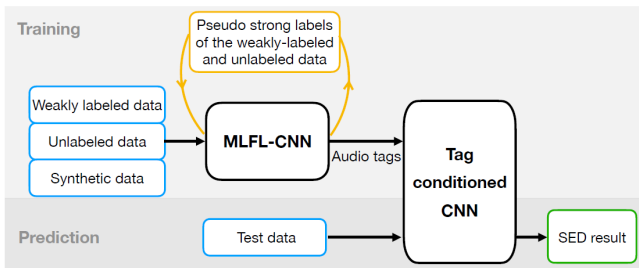 Training
Pseudo strong labels
of the weakly-labeled
and unlabeled data
Weakly labeled data
Unlabeled data
Synthetic data
MLFL-CNN
Audio tags
Tag
conditioned
CNN
Prediction
Test data
SED result